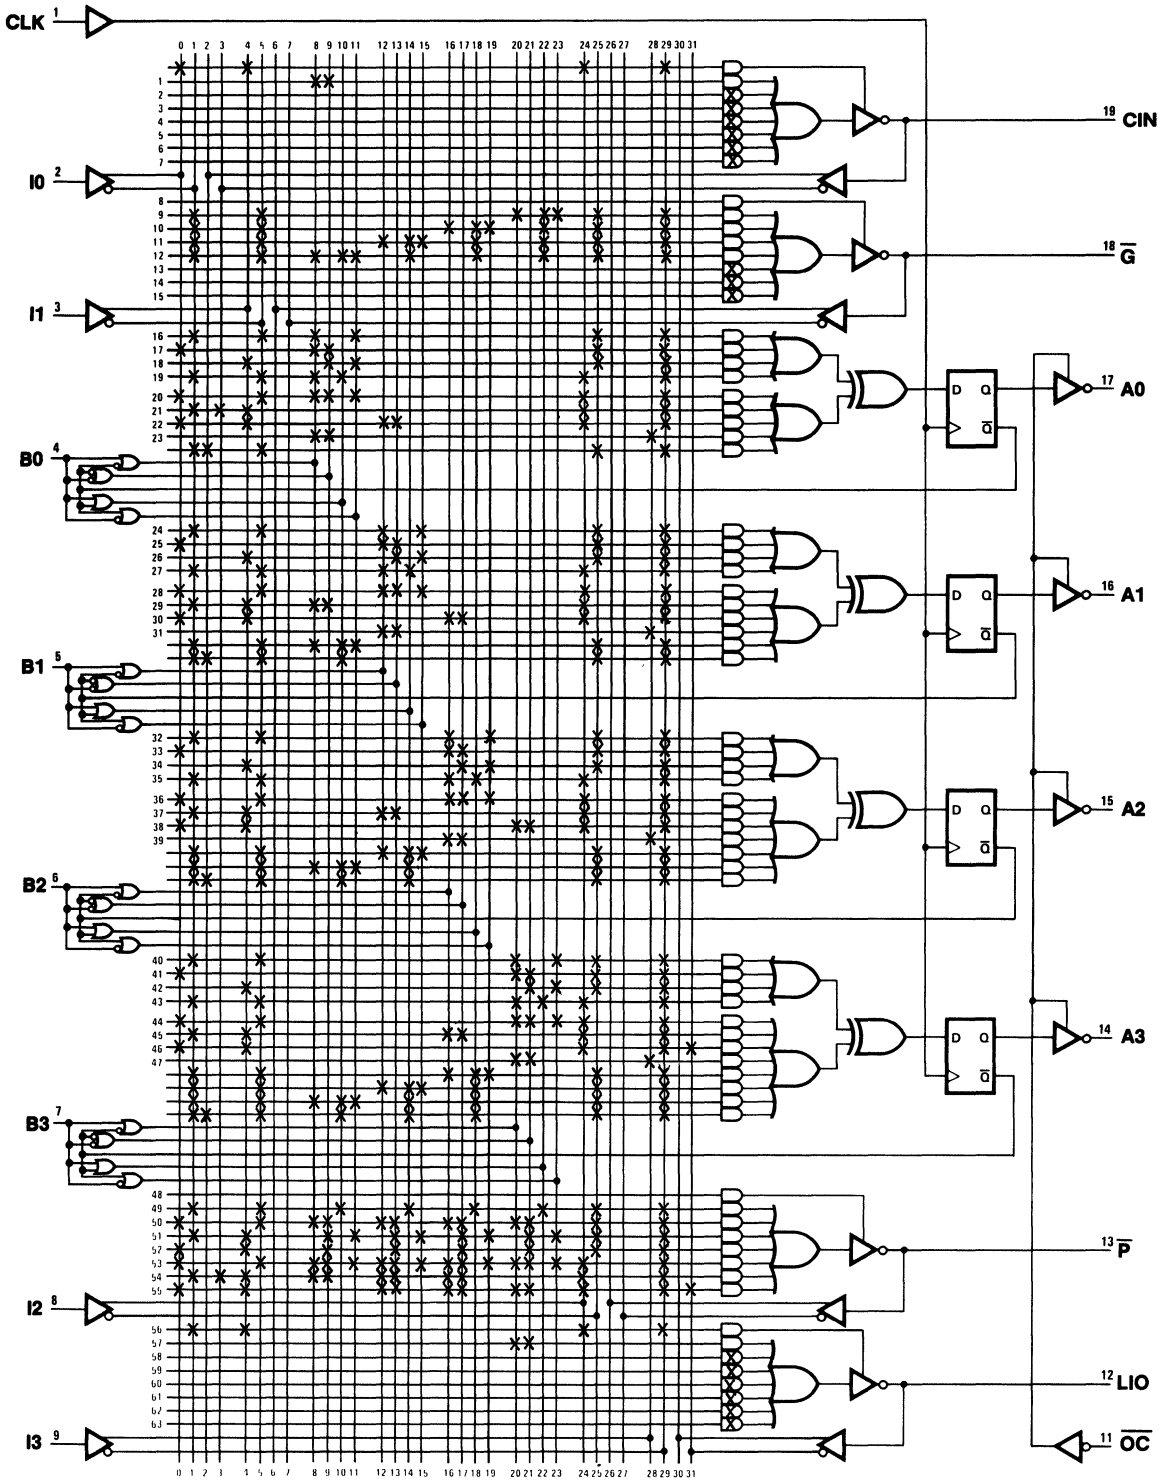 CLK 1
0 1 2 3 4 5 6 7 8 9 10 11 12 13 14 15 16 17 18 19 20 21 22 23 24 25 26 27 28 29 30 31
1
2
3
4
5
6
7
19 CIN
I0 2
8
9
10
11
12
13
14
15
18 G̅
I1 3
16
17
18
19
20
21
22
23
D Q
Q̅
17 A0
B0 4
24
25
26
27
28
29
30
31
D Q
Q̅
16 A1
B1 5
32
33
34
35
36
37
38
39
D Q
Q̅
15 A2
B2 6
40
41
42
43
44
45
46
47
D Q
Q̅
14 A3
B3 7
48
49
50
51
52
53
54
55
13 P̅
I2 8
56
57
58
59
60
61
62
63
12 LIO
I3 9
11 O̅C̅
0 1 2 3 4 5 6 7 8 9 10 11 12 13 14 15 16 17 18 19 20 21 22 23 24 25 26 27 28 29 30 31